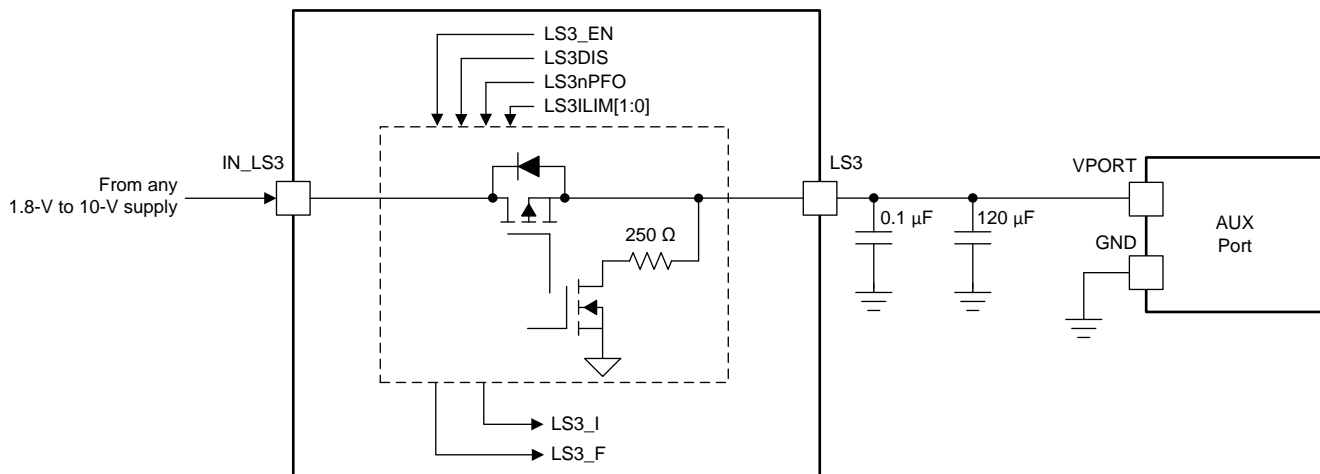 LS3_EN
LS3DIS
LS3nPFO
LS3ILIM[1:0]
IN_LS3
From any
1.8-V to 10-V supply
250 Ω
LS3
0.1 µF
120 µF
VPORT
GND
AUX
Port
LS3_I
LS3_F